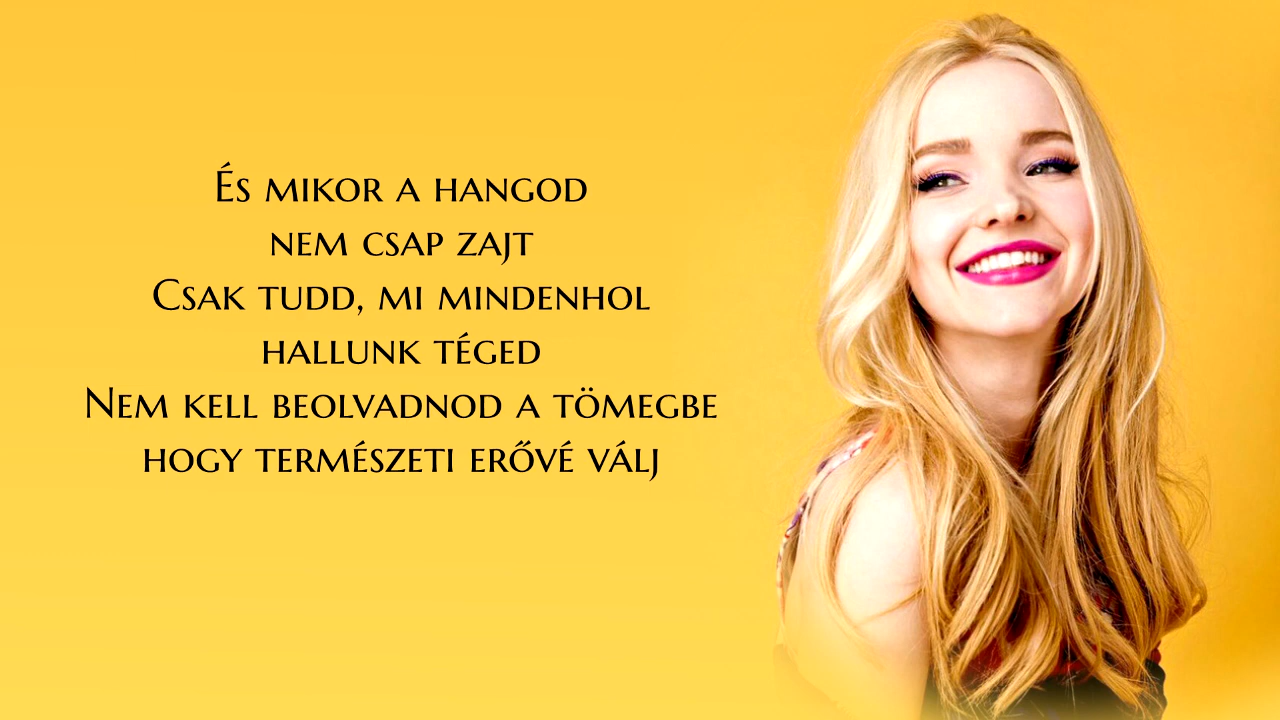 És mikor a hangod
nem csap zajt
Csak tudd, mi mindenhol
hallunk téged
Nem kell beolvadnod a tömegbe
hogy természeti erővé válj